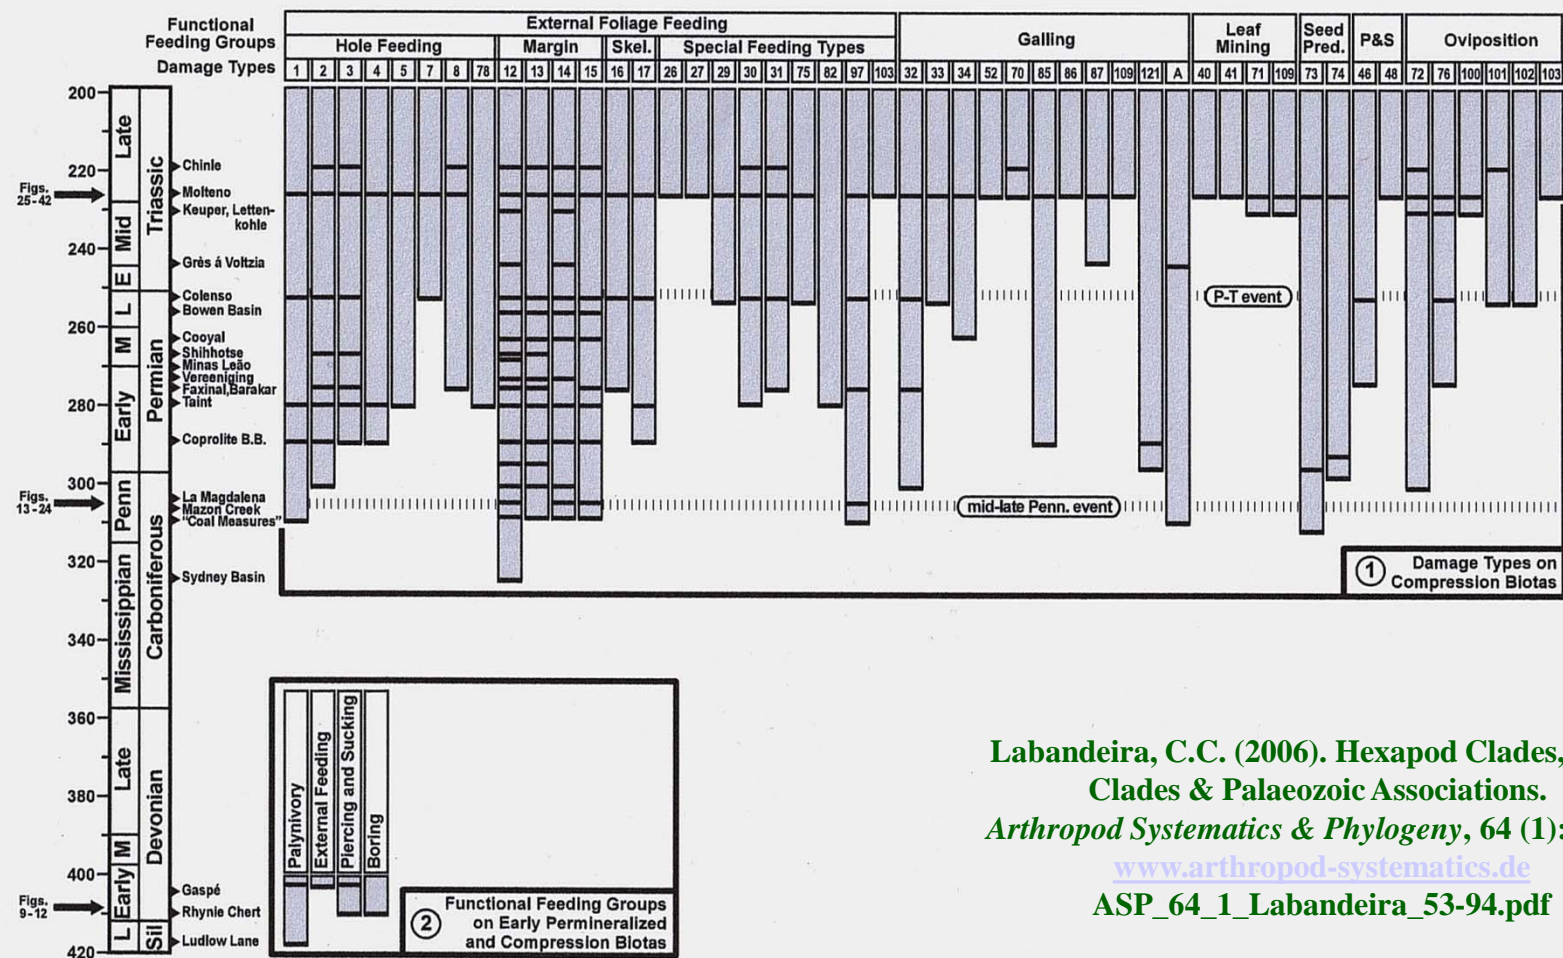 Functional
Feeding Groups
Damage Types
External Foliage Feeding
Hole Feeding
Margin
Skel.
Special Feeding Types
Galling
Leaf
Mining
Seed
Pred.
P&S
Oviposition
1 2 3 4 5 7 8 78 12 13 14 15 16 17 26 27 29 30 31 75 82 97 103 32 33 34 52 70 85 86 87 109 121 A 40 41 71 109 73 74 46 48 72 76 100 101 102 103
200
220
240
260
280
300
320
340
360
380
400
420
Figs.
25-42
Figs.
13-24
Figs.
9-12
Late
Mid
E
L
M
Early
Penn
Mississippian
Late
M
Early
L
Triassic
Permian
Carboniferous
Devonian
Sil
Chinle
Molteno
Keuper, Letten-
kohle
Grès á Voltzia
Colenso
Bowen Basin
Cooyal
Shihhotse
Minas Leão
Vereeniging
Faxinal,Barakar
Taint
Coprolite B.B.
La Magdalena
Mazon Creek
"Coal Measures"
Sydney Basin
Gaspé
Rhynie Chert
Ludlow Lane
P-T event
mid-late Penn. event
1 Damage Types on
Compression Biotas
Palynivory
External Feeding
Piercing and Sucking
Boring
2 Functional Feeding Groups
on Early Permineralized
and Compression Biotas
Labandeira, C.C. (2006). Hexapod Clades,
Clades & Palaeozoic Associations.
Arthropod Systematics & Phylogeny, 64 (1):
www.arthropod-systematics.de
ASP_64_1_Labandeira_53-94.pdf